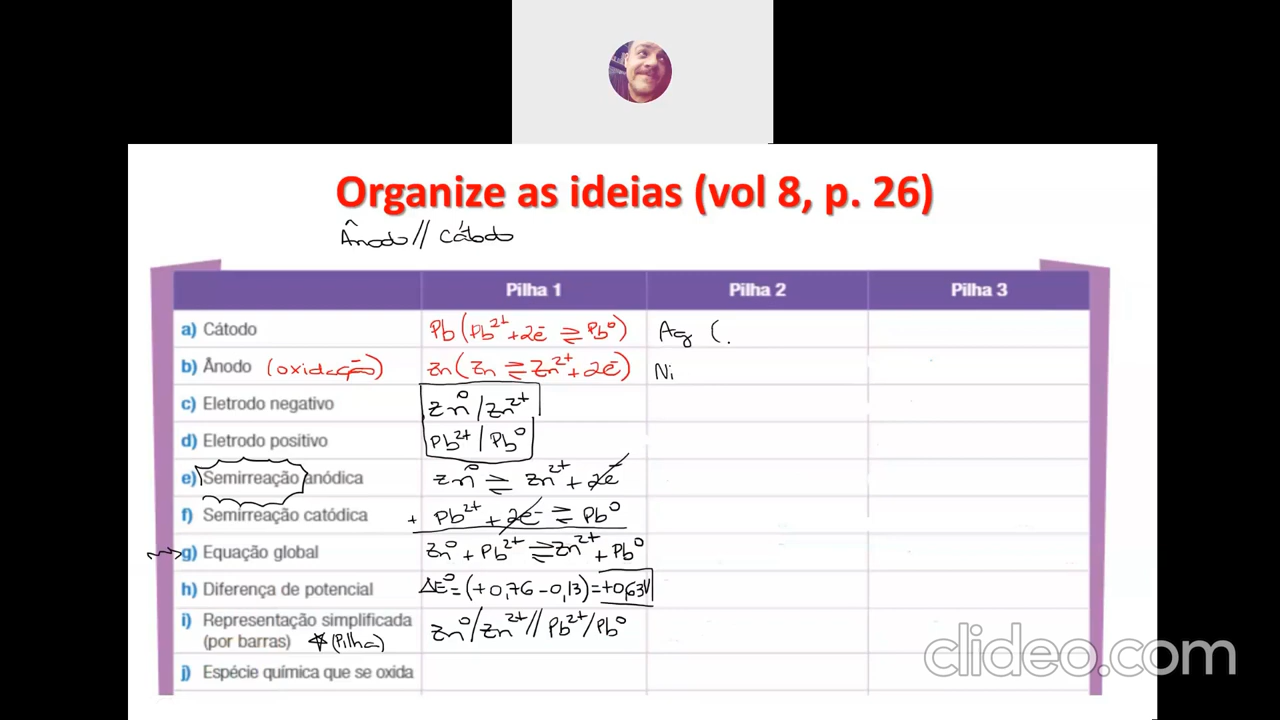 Organize as ideias (vol 8, p. 26)
Ânodo // Cátodo
Pilha 1 Pilha 2 Pilha 3
a) Cátodo Pb (Pb²⁺ + 2e⁻ ⇌ Pb⁰) Ag (.
b) Ânodo (oxidação) Zn (Zn ⇌ Zn²⁺ + 2e⁻) Ni
c) Eletrodo negativo Zn⁰ / Zn²⁺
d) Eletrodo positivo Pb²⁺ / Pb⁰
e) Semirreação anódica Zn⁰ ⇌ Zn²⁺ + 2e⁻
f) Semirreação catódica + Pb²⁺ + 2e⁻ ⇌ Pb⁰
g) Equação global Zn⁰ + Pb²⁺ ⇌ Zn²⁺ + Pb⁰
h) Diferença de potencial ΔE⁰ = (+0,76 - 0,13) = +0,63V
i) Representação simplificada
(por barras) (Pilha) Zn⁰ / Zn²⁺ // Pb²⁺ / Pb⁰
j) Espécie química que se oxida
clideo.com